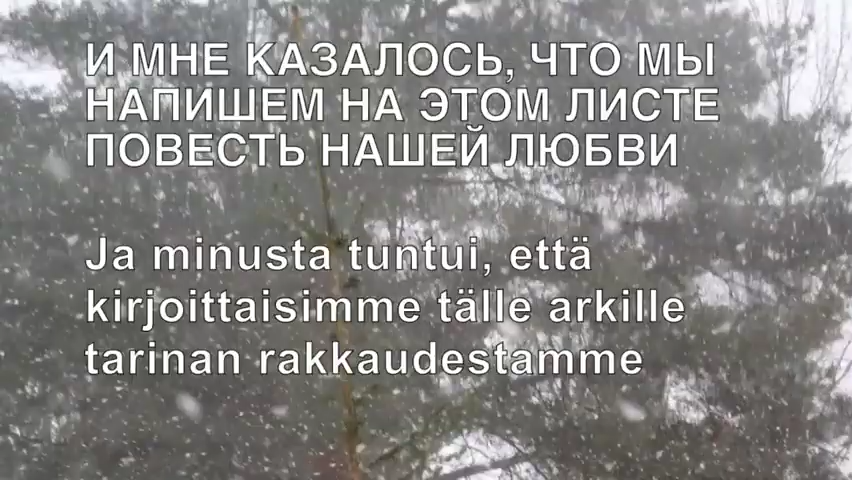 И МНЕ КАЗАЛОСЬ, ЧТО МЫ
НАПИШЕМ НА ЭТОМ ЛИСТЕ
ПОВЕСТЬ НАШЕЙ ЛЮБВИ
Ja minusta tuntui, että
kirjoittaisimme tälle arkille
tarinan rakkaudestamme